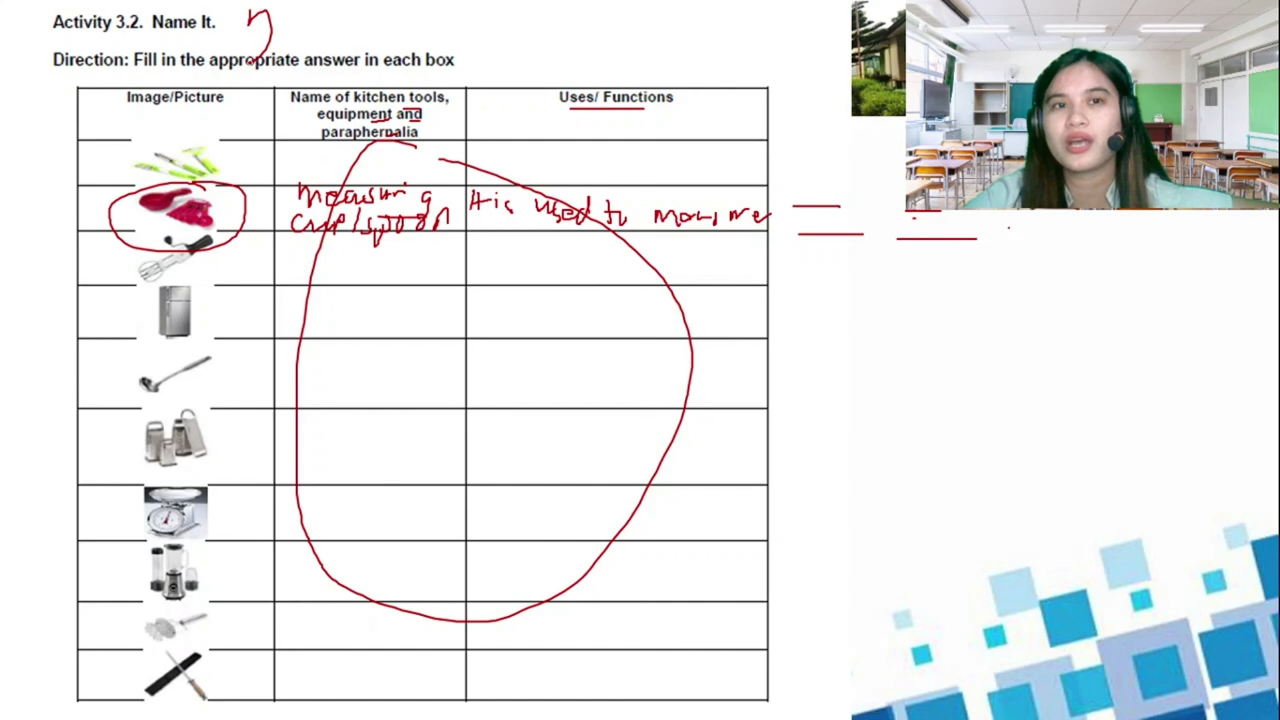 Activity 3.2. Name It.
Direction: Fill in the appropriate answer in each box
Image/Picture
Name of kitchen tools,
equipment and
paraphernalia
Uses/ Functions
measuring
cup/spoon
It is used to measure